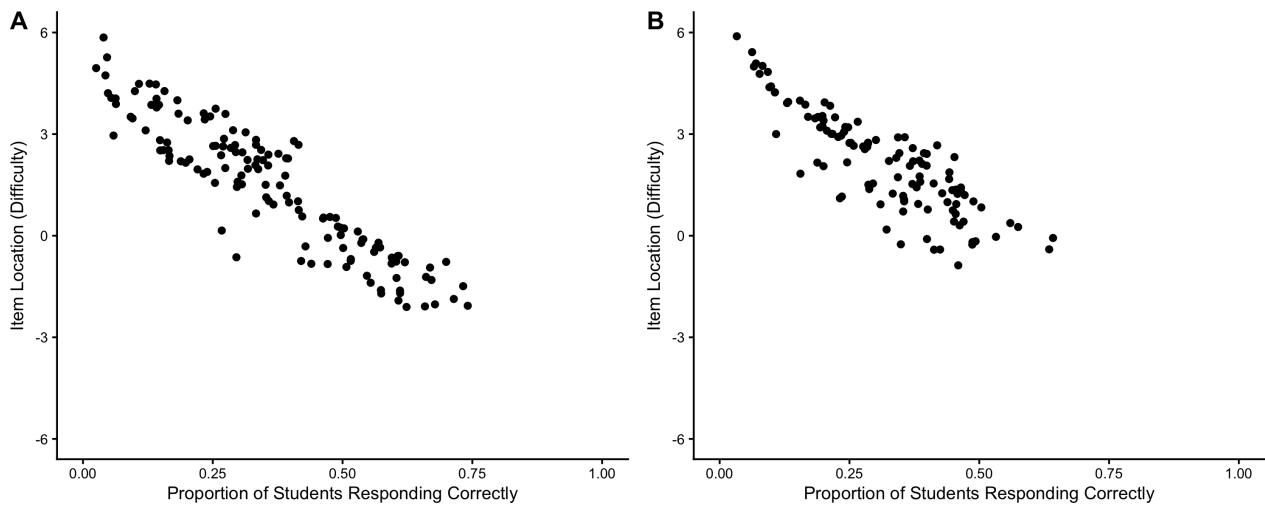 A
B
Item Location (Difficulty)
6
3
0
-3
-6
0.00 0.25 0.50 0.75 1.00
Proportion of Students Responding Correctly
Item Location (Difficulty)
6
3
0
-3
-6
0.00 0.25 0.50 0.75 1.00
Proportion of Students Responding Correctly